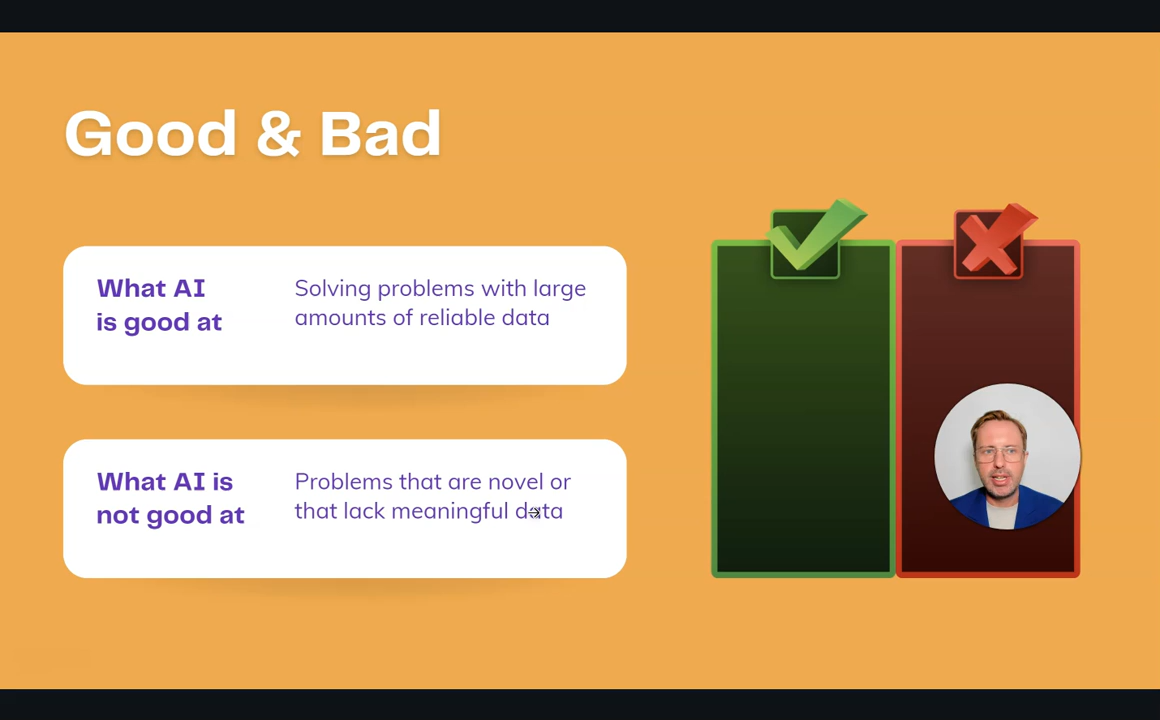 Good & Bad
What AI
is good at
Solving problems with large
amounts of reliable data
What AI is
not good at
Problems that are novel or
that lack meaningful data